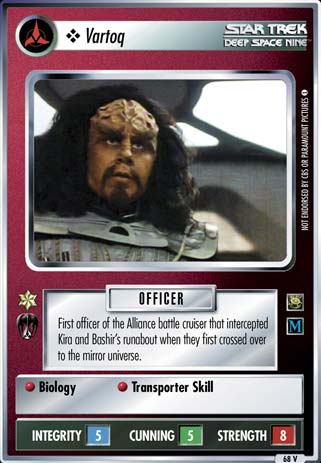 ❖ Vartoq
STAR TREK
DEEP SPACE NINE
NOT ENDORSED BY CBS OR PARAMOUNT PICTURES
OFFICER
First officer of the Alliance battle cruiser that intercepted
Kira and Bashir's runabout when they first crossed over
to the mirror universe.
M
Biology
Transporter Skill
INTEGRITY 5 CUNNING 5 STRENGTH 8
68 V